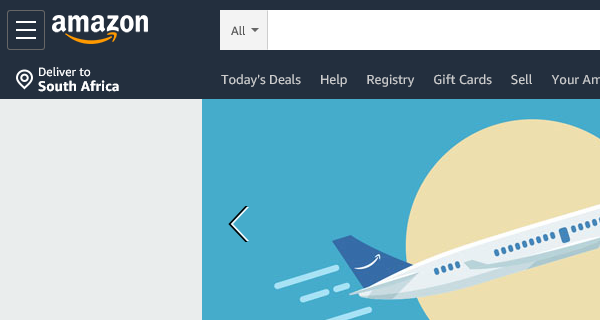 amazon
All
Deliver to
South Africa
Today's Deals Help Registry Gift Cards Sell Your Am